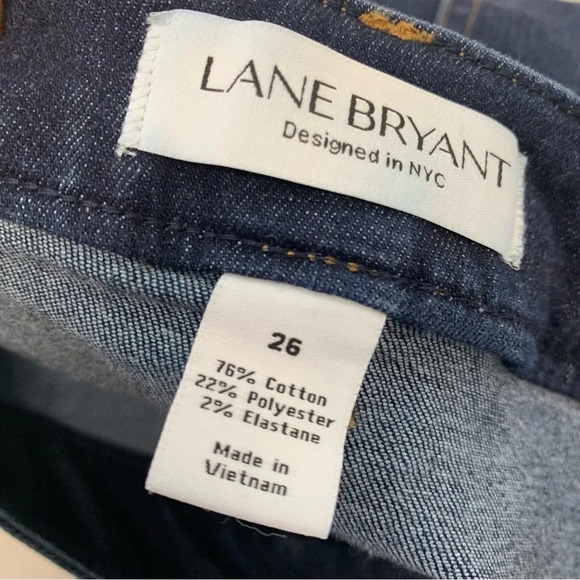 LANE BRYANT
Designed in NYC
26
76% Cotton
22% Polyester
2% Elastane
Made in
Vietnam